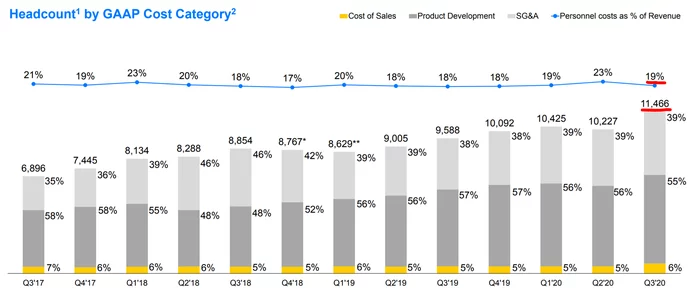 Headcount1 by GAAP Cost Category2
Cost of Sales Product Development SG&A Personnel costs as % of Revenue
21% 19% 23% 20% 18% 17% 20% 18% 18% 18% 19% 23% 19%
6,896 7,445 8,134 8,288 8,854 8,767* 8,629** 9,005 9,588 10,092 10,425 10,227 11,466
35% 36% 39% 46% 46% 42% 39% 39% 38% 38% 39% 39% 39%
58% 58% 55% 48% 48% 52% 56% 56% 57% 57% 56% 56% 55%
7% 6% 6% 6% 5% 5% 6% 5% 5% 5% 5% 5% 6%
Q3'17 Q4'17 Q1'18 Q2'18 Q3'18 Q4'18 Q1'19 Q2'19 Q3'19 Q4'19 Q1'20 Q2'20 Q3'20